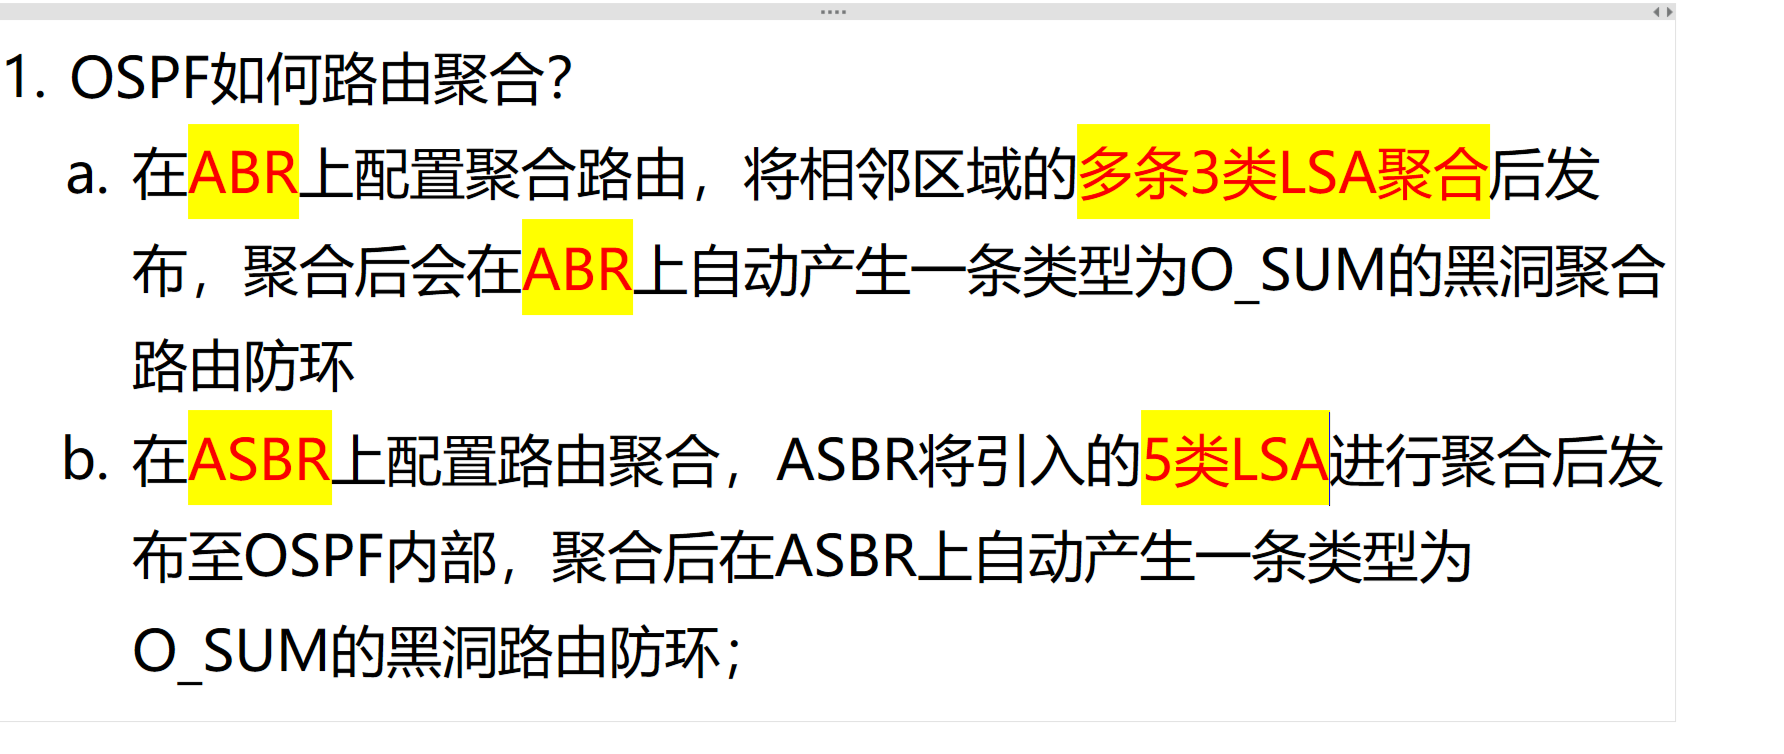 1. OSPF如何路由聚合?
a. 在ABR上配置聚合路由，将相邻区域的多条3类LSA聚合后发
布，聚合后会在ABR上自动产生一条类型为O_SUM的黑洞聚合
路由防环
b. 在ASBR上配置路由聚合，ASBR将引入的5类LSA进行聚合后发
布至OSPF内部，聚合后在ASBR上自动产生一条类型为
O_SUM的黑洞路由防环；